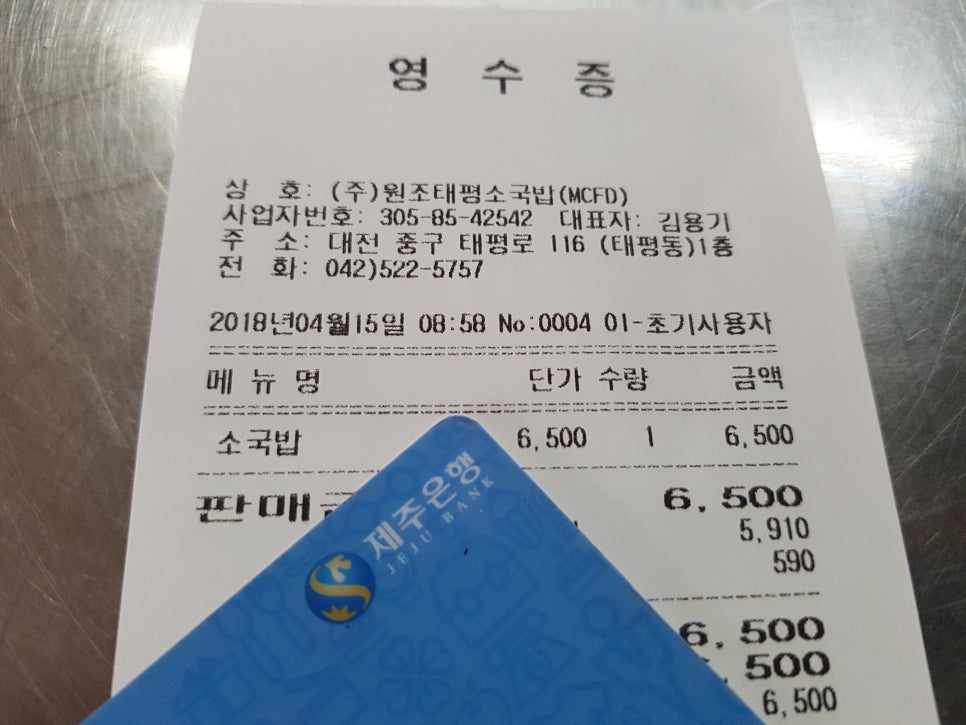 영 수 증
상 호: (주)원조태평소국밥(MCFD)
사업자번호: 305-85-42542 대표자: 김용기
주 소: 대전 중구 태평로 116 (태평동)1층
전 화: 042)522-5757
2018년04월15일 08:58 No:0004 01-초기사용자
메 뉴 명 단가 수량 금액
소국밥 6,500 1 6,500
판매 6,500
5,910
590
6,500
500
6,500
제주은행
JEJU BANK